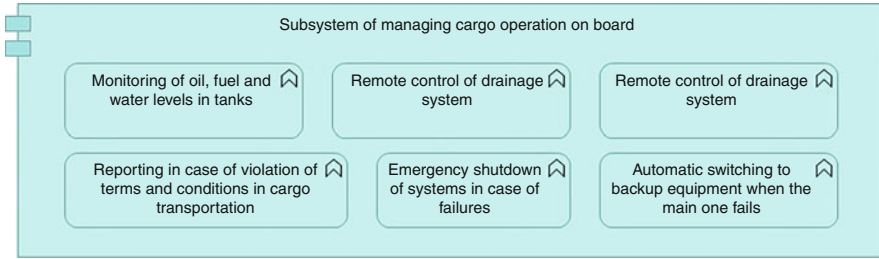 Subsystem of managing cargo operation on board
Monitoring of oil, fuel and
water levels in tanks
Remote control of drainage
system
Remote control of drainage
system
Reporting in case of violation of
terms and conditions in cargo
transportation
Emergency shutdown
of systems in case of
failures
Automatic switching to
backup equipment when the
main one fails